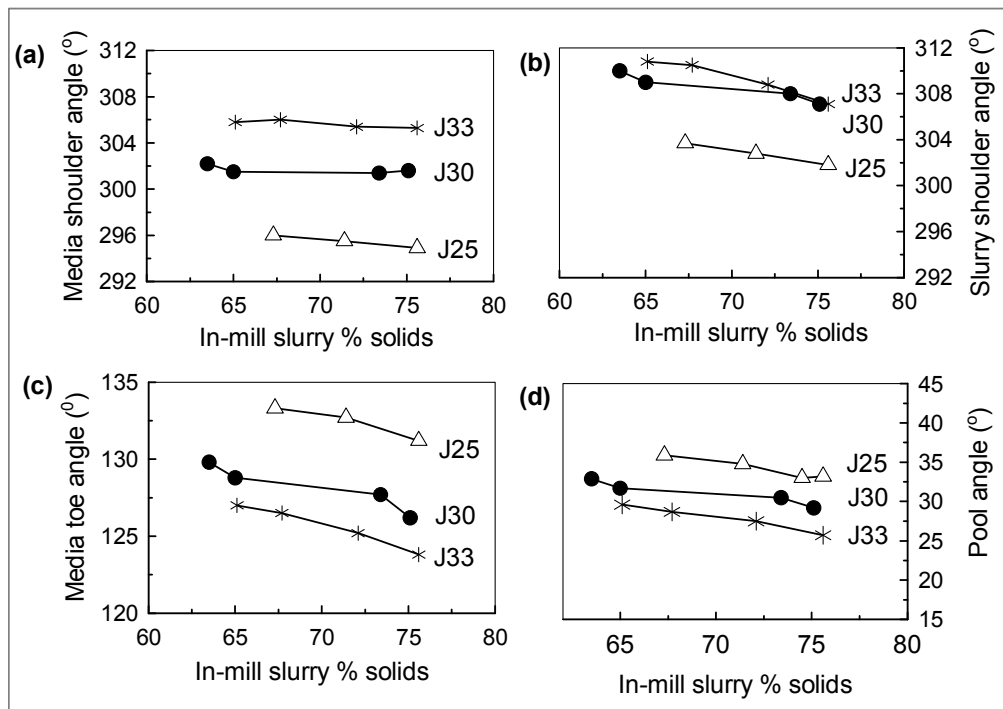 (a)
Media shoulder angle (o)
312
308
304
300
296
292
J33
J30
J25
60 65 70 75 80
In-mill slurry % solids
(b)
J33
J30
J25
312
308
304
300
296
292
Slurry shoulder angle (o)
60 65 70 75 80
In-mill slurry % solids
(c)
Media toe angle (0)
135
130
125
120
J25
J30
J33
60 65 70 75 80
In-mill slurry % solids
(d)
J25
J30
J33
45
40
35
30
25
20
15
Pool angle (o)
65 70 75 80
In-mill slurry % solids